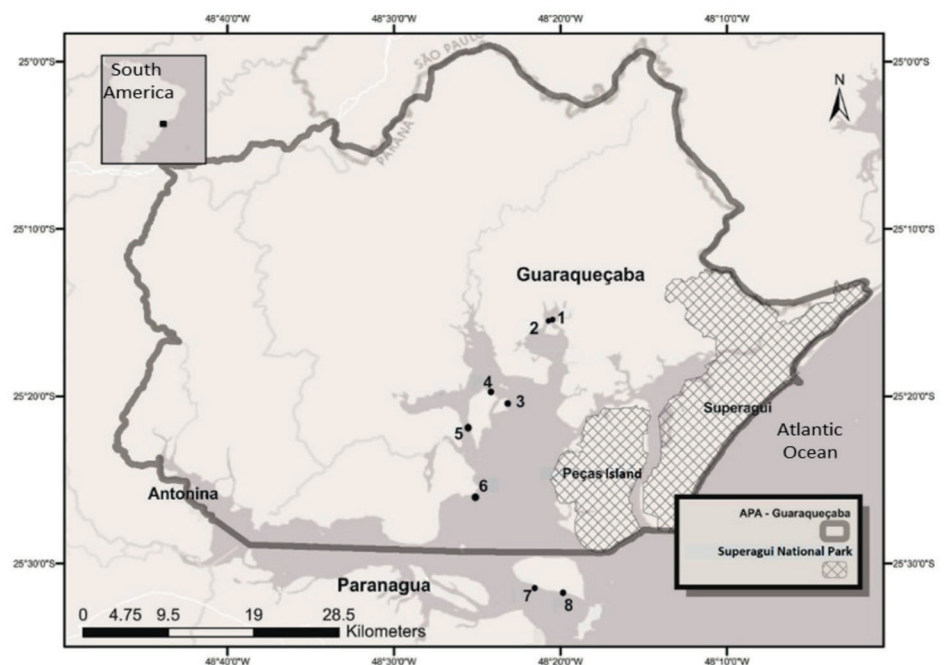 48°40'0"W 48°30'0"W 48°20'0"W 48°10'0"W
25°0'0"S 25°0'0"S
South
America
SÃO PAULO
PARANÁ
N
25°10'0"S 25°10'0"S
Guaraqueçaba
1
2
4
3
25°20'0"S 25°20'0"S
Superagui
5
Atlantic
Ocean
Peças Island
6
Antonina
APA - Guaraqueçaba
Superagui National Park
25°30'0"S 25°30'0"S
Paranagua
7
8
0 4.75 9.5 19 28.5
Kilometers
48°40'0"W 48°30'0"W 48°20'0"W 48°10'0"W